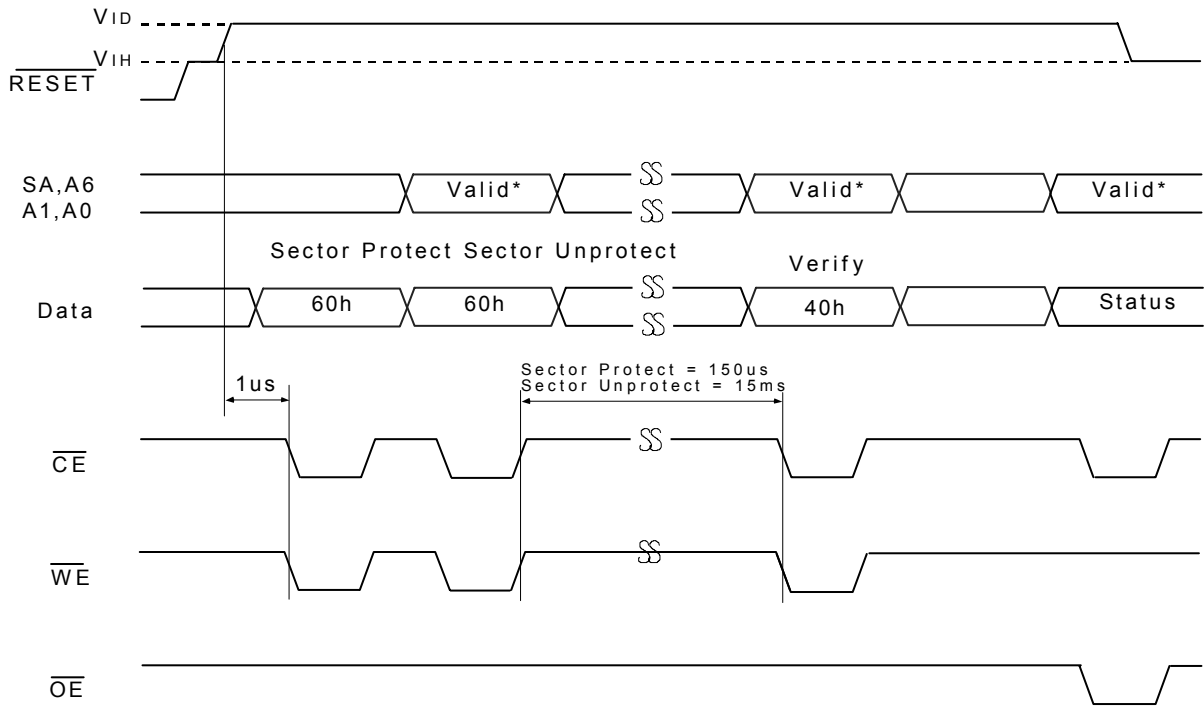 VID
VIH
RESET
SA,A6
A1,A0
Valid*
Valid*
Valid*
Sector Protect Sector Unprotect
Verify
Data
60h
60h
40h
Status
1us
Sector Protect = 150us
Sector Unprotect = 15ms
CE
WE
OE